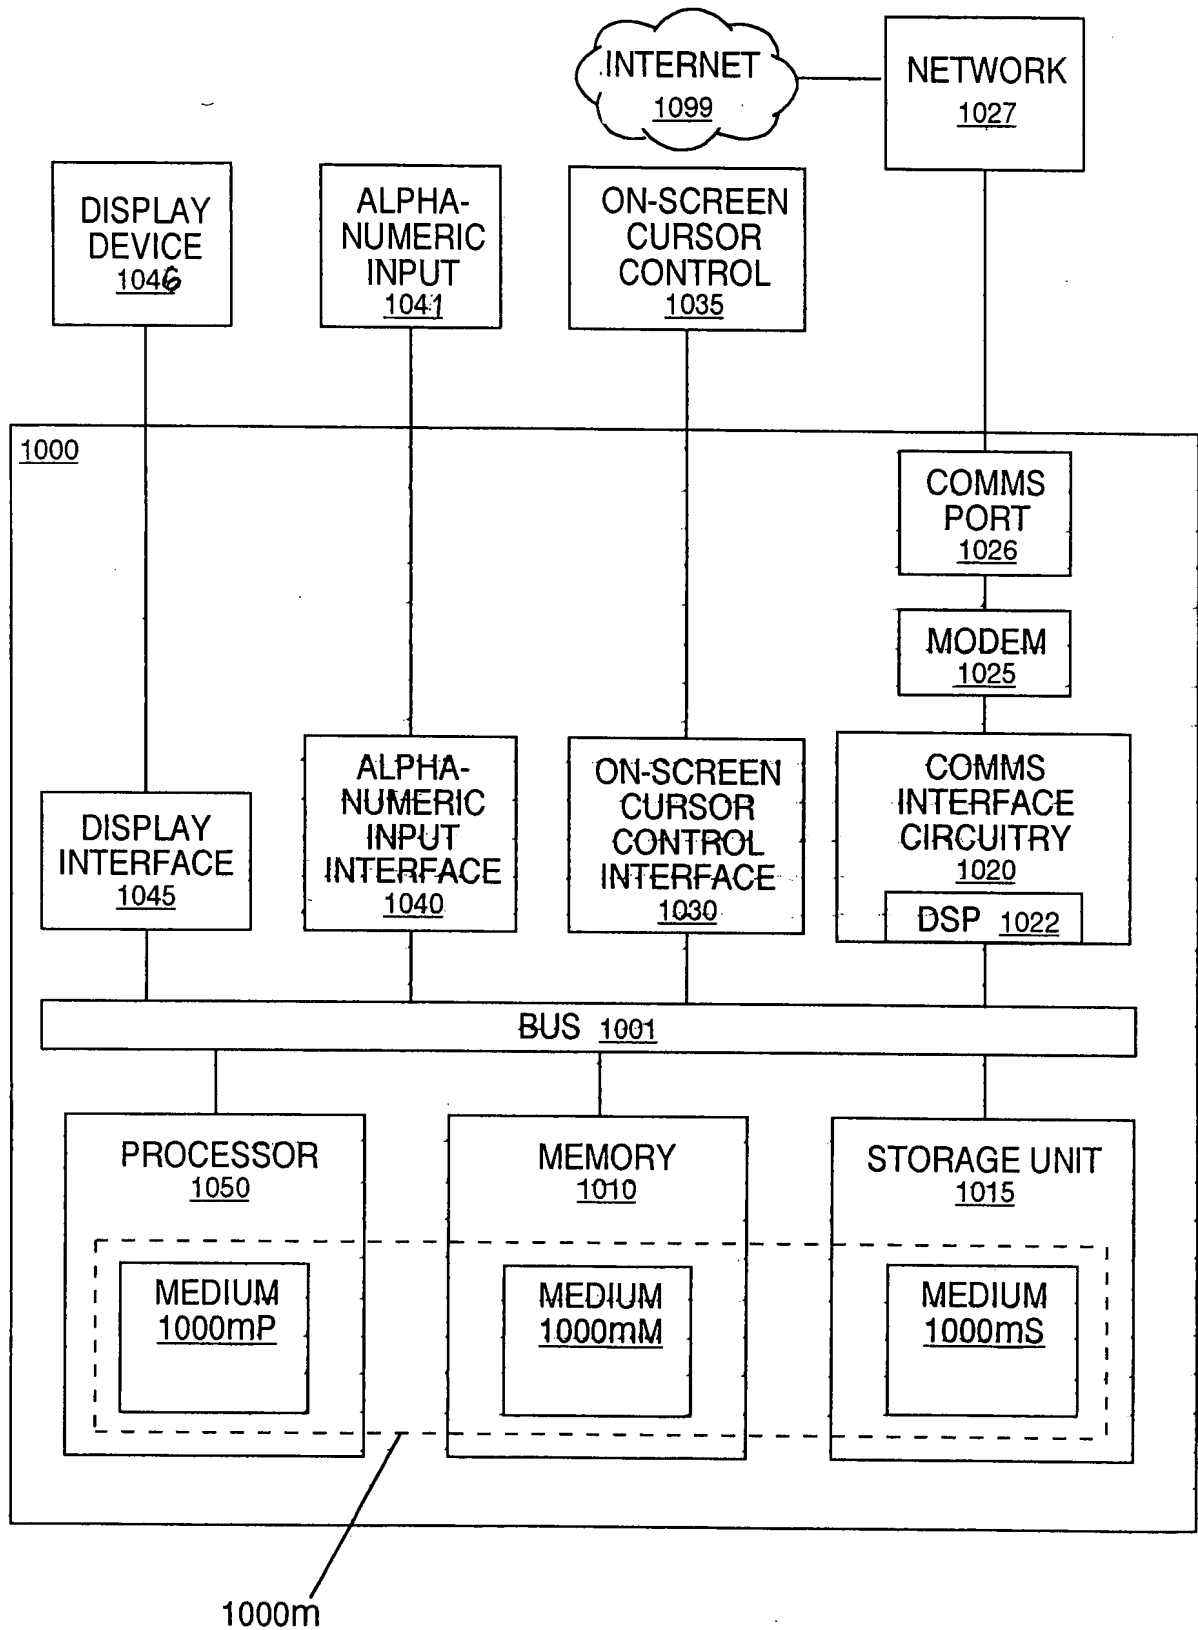 INTERNET
1099
NETWORK
1027
DISPLAY
DEVICE
1046
ALPHA-
NUMERIC
INPUT
1041
ON-SCREEN
CURSOR
CONTROL
1035
1000
COMMS
PORT
1026
MODEM
1025
DISPLAY
INTERFACE
1045
ALPHA-
NUMERIC
INPUT
INTERFACE
1040
ON-SCREEN
CURSOR
CONTROL
INTERFACE
1030
COMMS
INTERFACE
CIRCUITRY
1020
DSP 1022
BUS 1001
PROCESSOR
1050
MEMORY
1010
STORAGE UNIT
1015
MEDIUM
1000mP
MEDIUM
1000mM
MEDIUM
1000mS
1000m